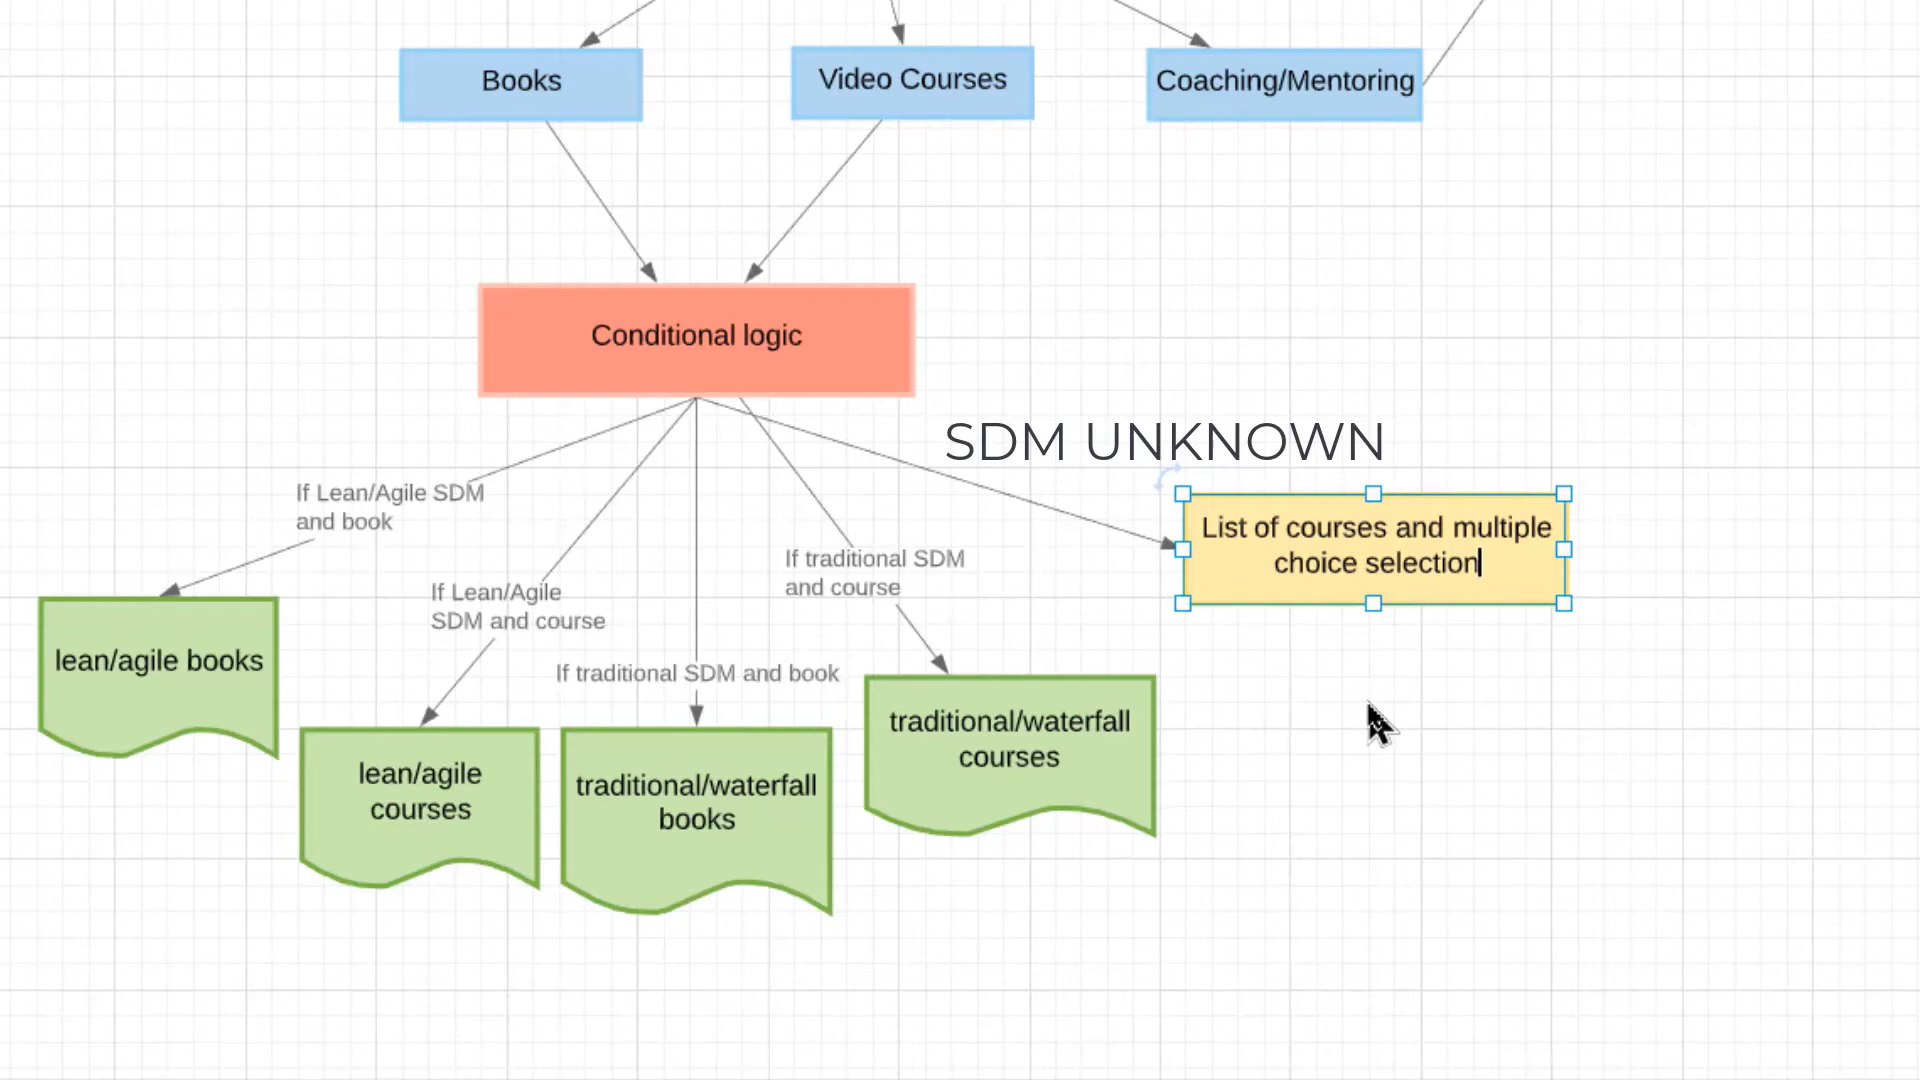 Books
Video Courses
Coaching/Mentoring
Conditional logic
SDM UNKNOWN
If Lean/Agile SDM
and book
List of courses and multiple
choice selection
If traditional SDM
and course
If Lean/Agile
SDM and course
lean/agile books
If traditional SDM and book
traditional/waterfall
courses
lean/agile
courses
traditional/waterfall
books